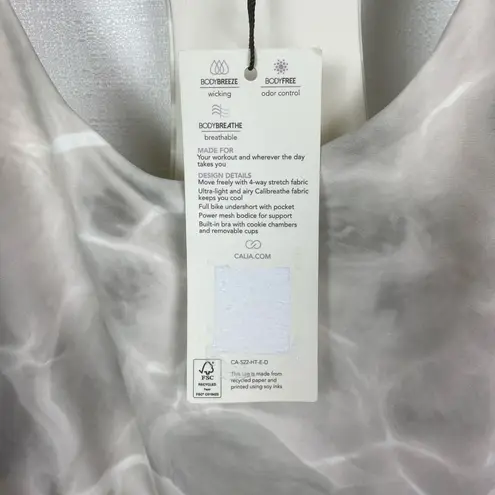 BODYBREEZE
wicking
BODYFREE
odor control
BODYBREATHE
breathable
MADE FOR
Your workout and wherever the day
takes you
DESIGN DETAILS
Move freely with 4-way stretch fabric
Ultra-light and airy Calibreathe fabric
keeps you cool
Full bike undershort with pocket
Power mesh bodice for support
Built-in bra with cookie chambers
and removable cups
CALIA.COM
CA-S22-HT-E-D
This tag is made from
recycled paper and
printed using soy inks
FSC
RECYCLED